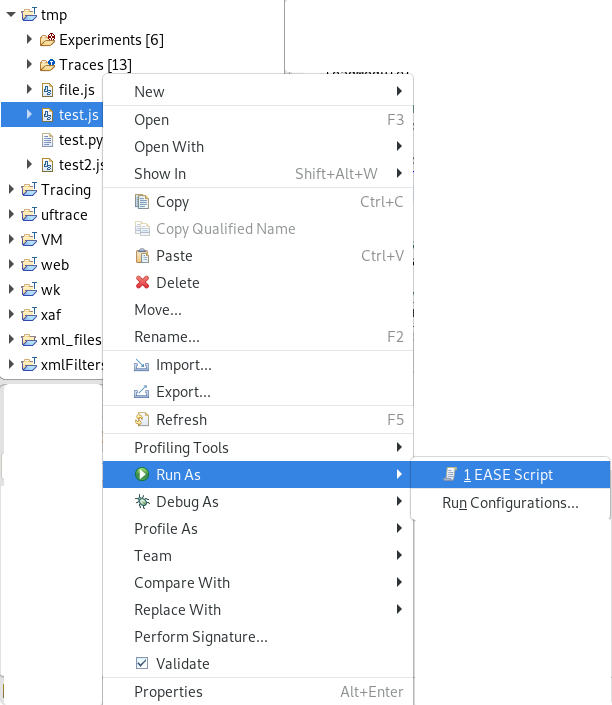 tmp
Experiments [6]
Traces [13]
file.js
test.js
test.py
test2.js
Tracing
uftrace
VM
web
wk
xaf
xml_files
xmlFilters
New
Open F3
Open With
Show In Shift+Alt+W
Copy Ctrl+C
Copy Qualified Name
Paste Ctrl+V
Delete
Move...
Rename... F2
Import...
Export...
Refresh F5
Profiling Tools
Run As
Debug As
Profile As
Team
Compare With
Replace With
Perform Signature...
Validate
Properties Alt+Enter
1 EASE Script
Run Configurations...